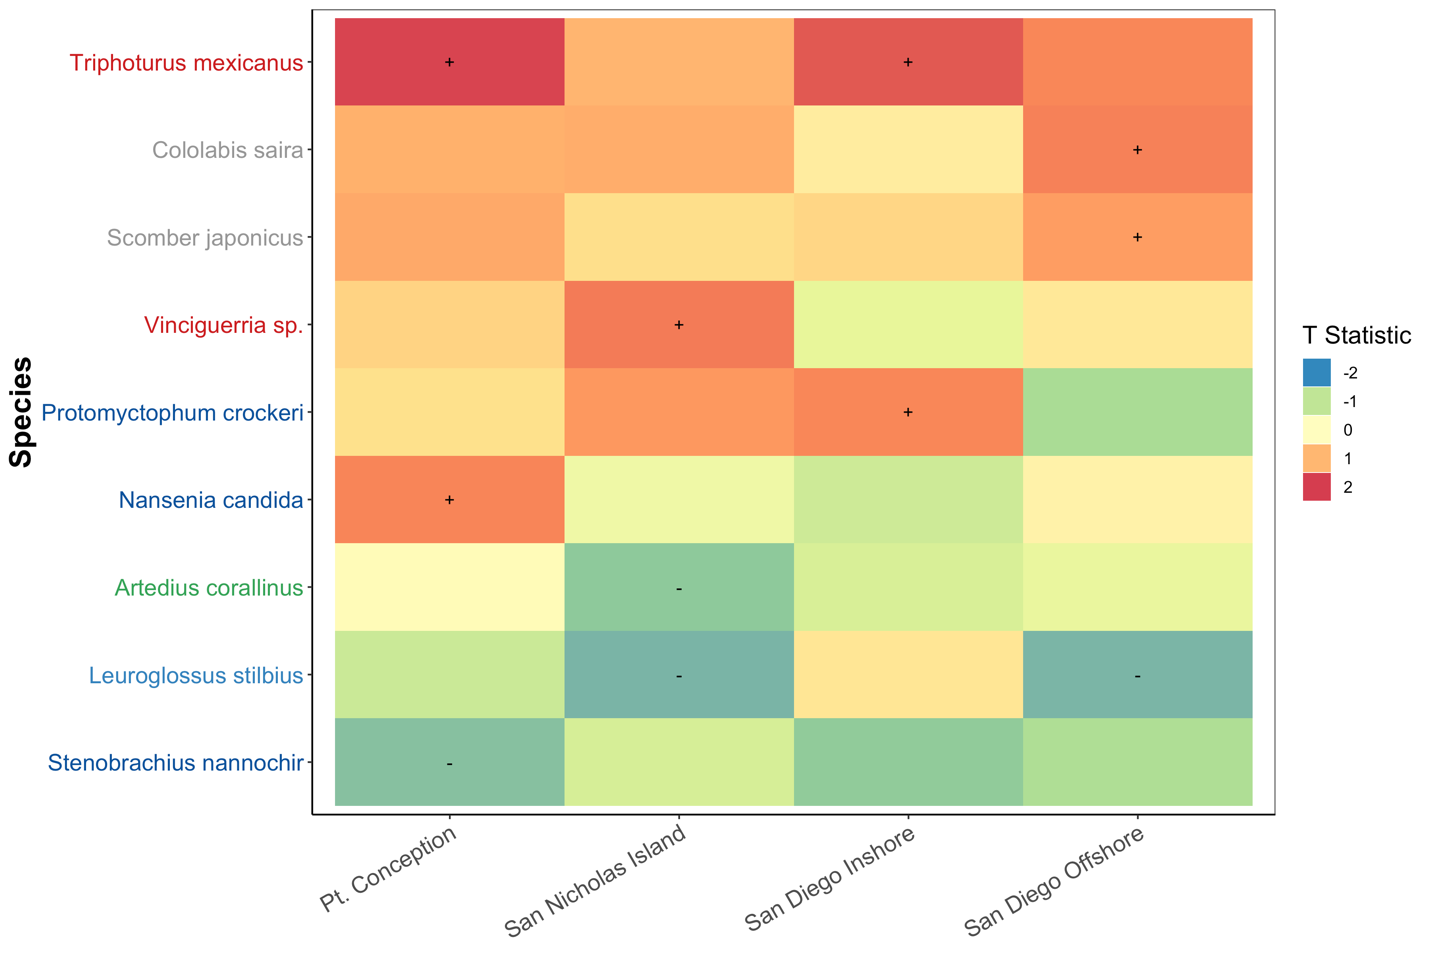 Species
Triphoturus mexicanus + +
Cololabis saira +
Scomber japonicus +
Vinciguerria sp. +
Protomyctophum crockeri +
Nansenia candida +
Artedius corallinus -
Leuroglossus stilbius - -
Stenobrachius nannochir -
Pt. Conception
San Nicholas Island
San Diego Inshore
San Diego Offshore
T Statistic
-2
-1
0
1
2